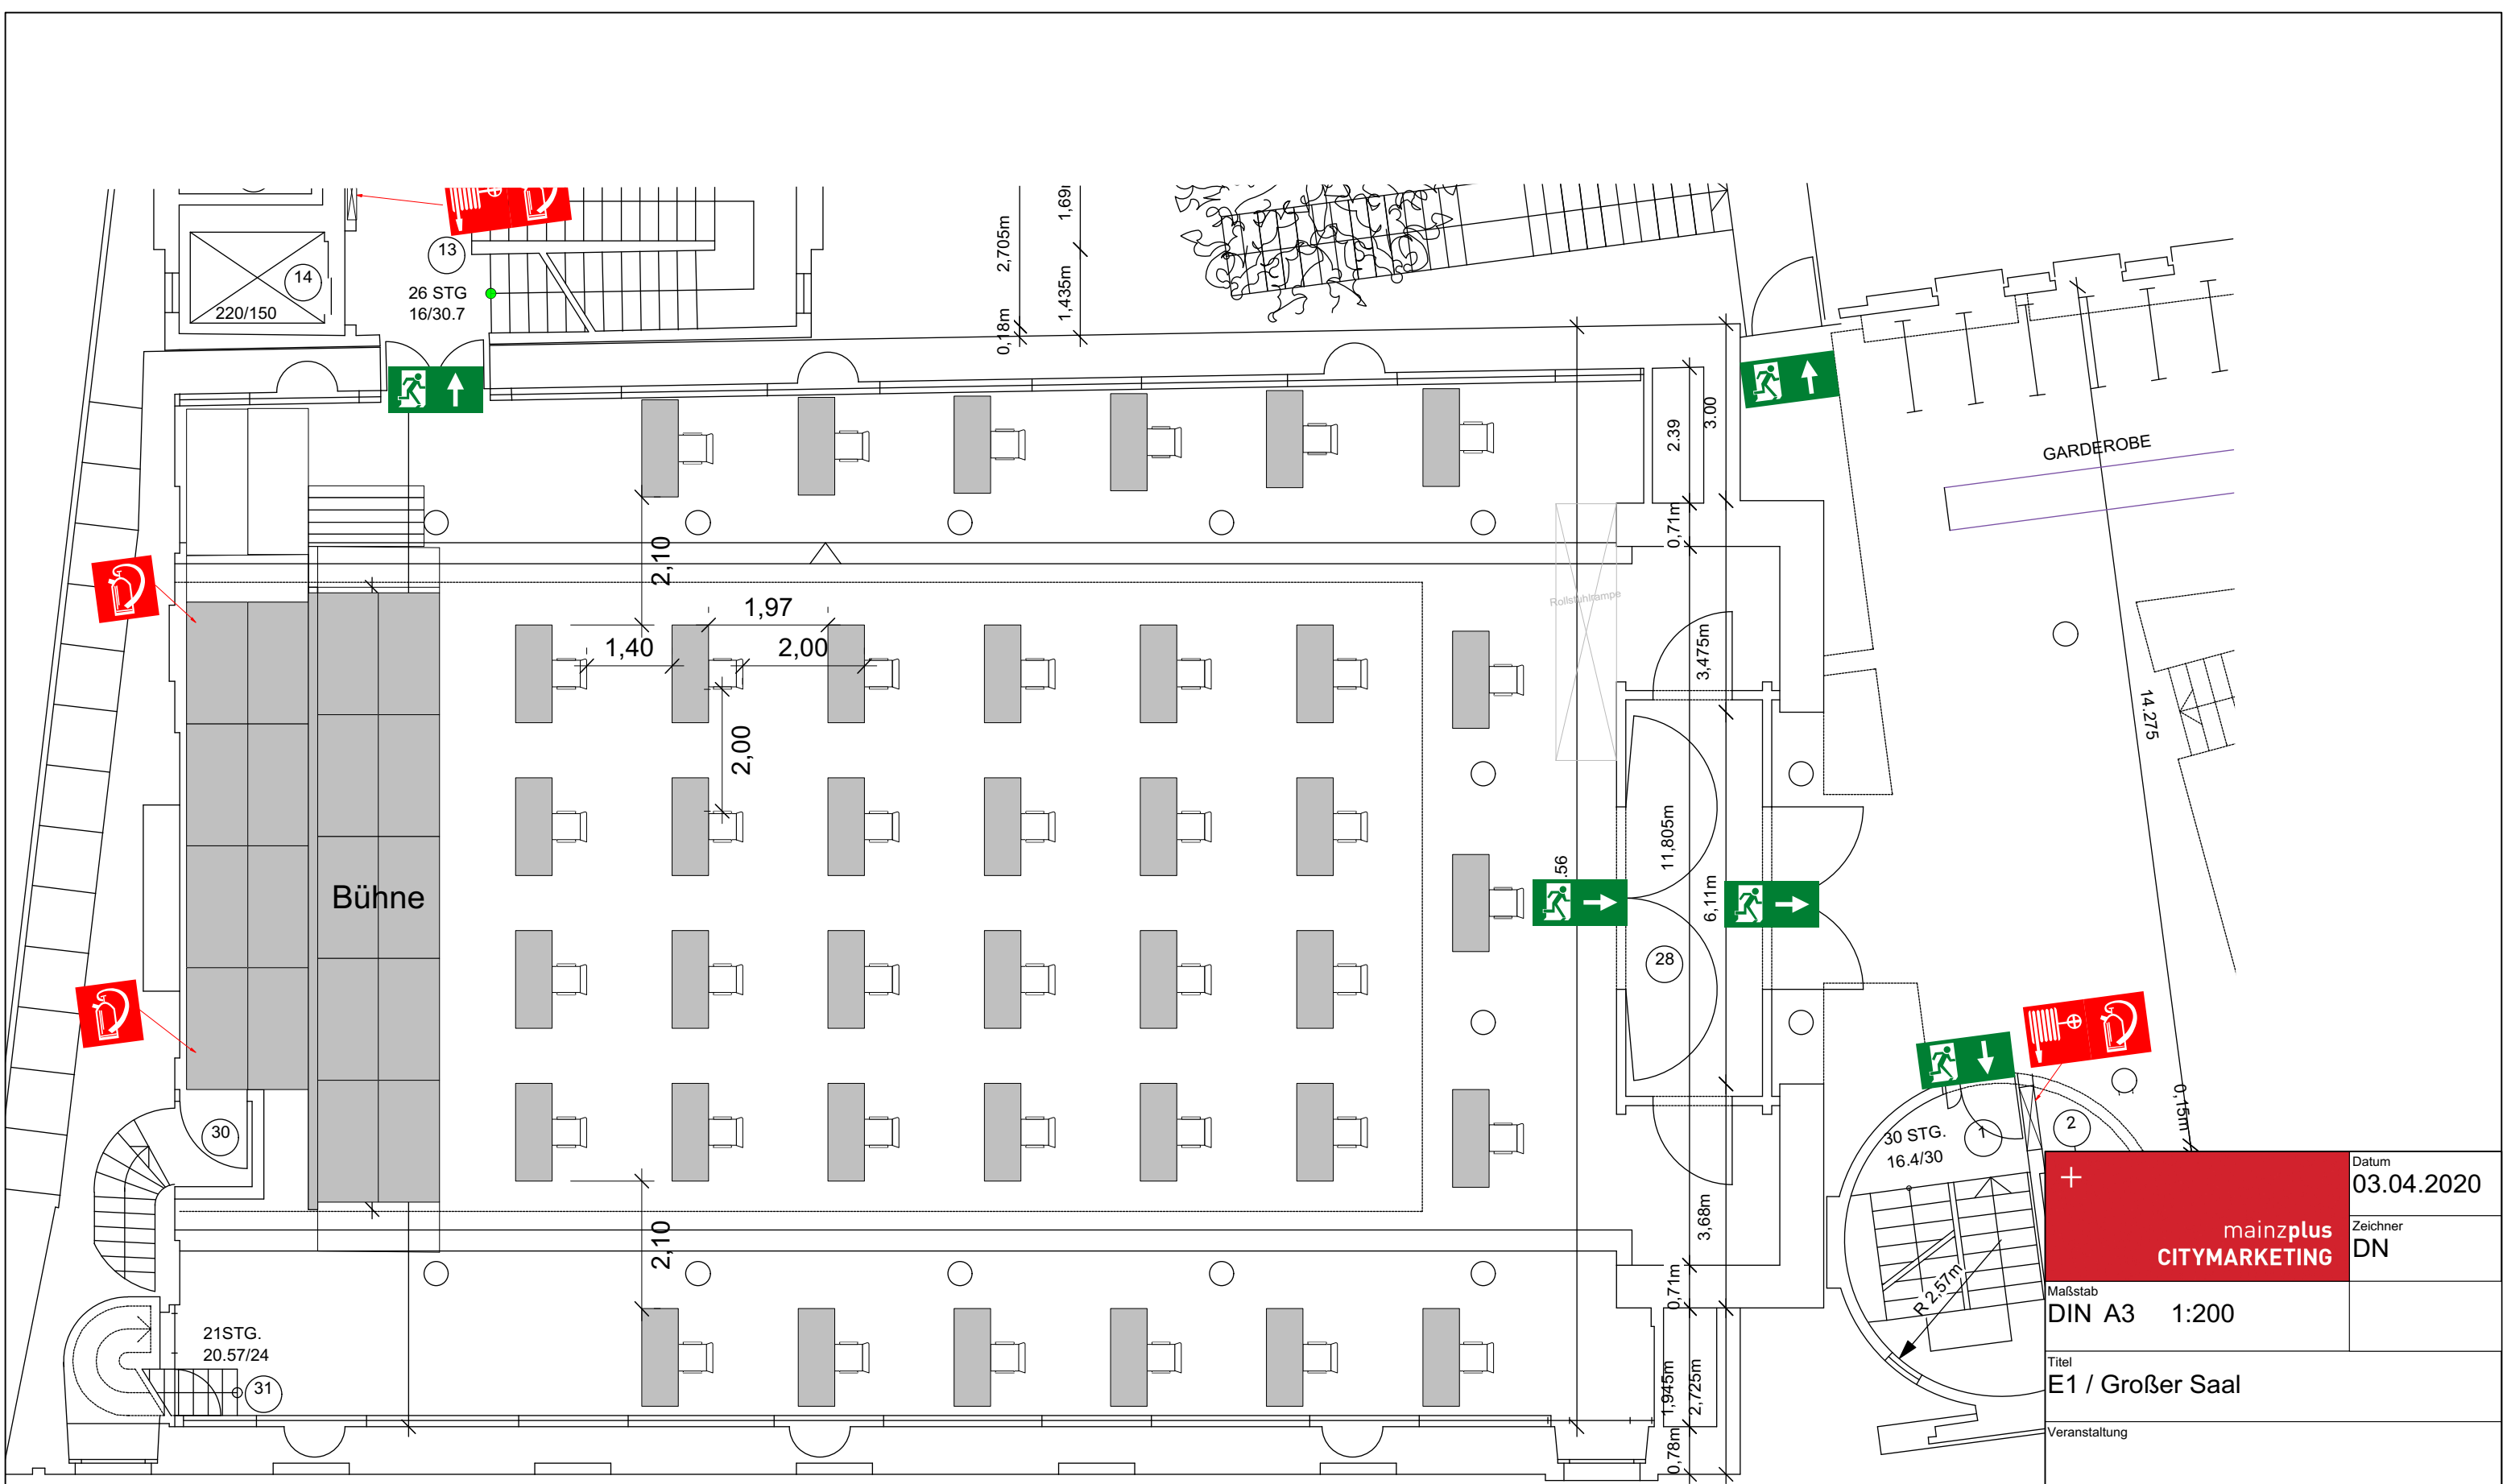 2,705m
1,69
0,18m
1,435m
13
14
26 STG
16/30.7
220/150
2.39
3.00
GARDEROBE
0,71m
2,10
1,97
1,40
2,00
2,00
Rollstuhlrampe
3,475m
14.275
11,805m
.56
6,11m
Bühne
28
30
30 STG.
16.4/30
1
2
0,15m
2,10
3,68m
0,71m
R 2,57m
21STG.
20.57/24
31
1,945m
2,725m
0,78m
mainzplus
CITYMARKETING
Datum
03.04.2020
Zeichner
DN
Maßstab
DIN A3 1:200
Titel
E1 / Großer Saal
Veranstaltung